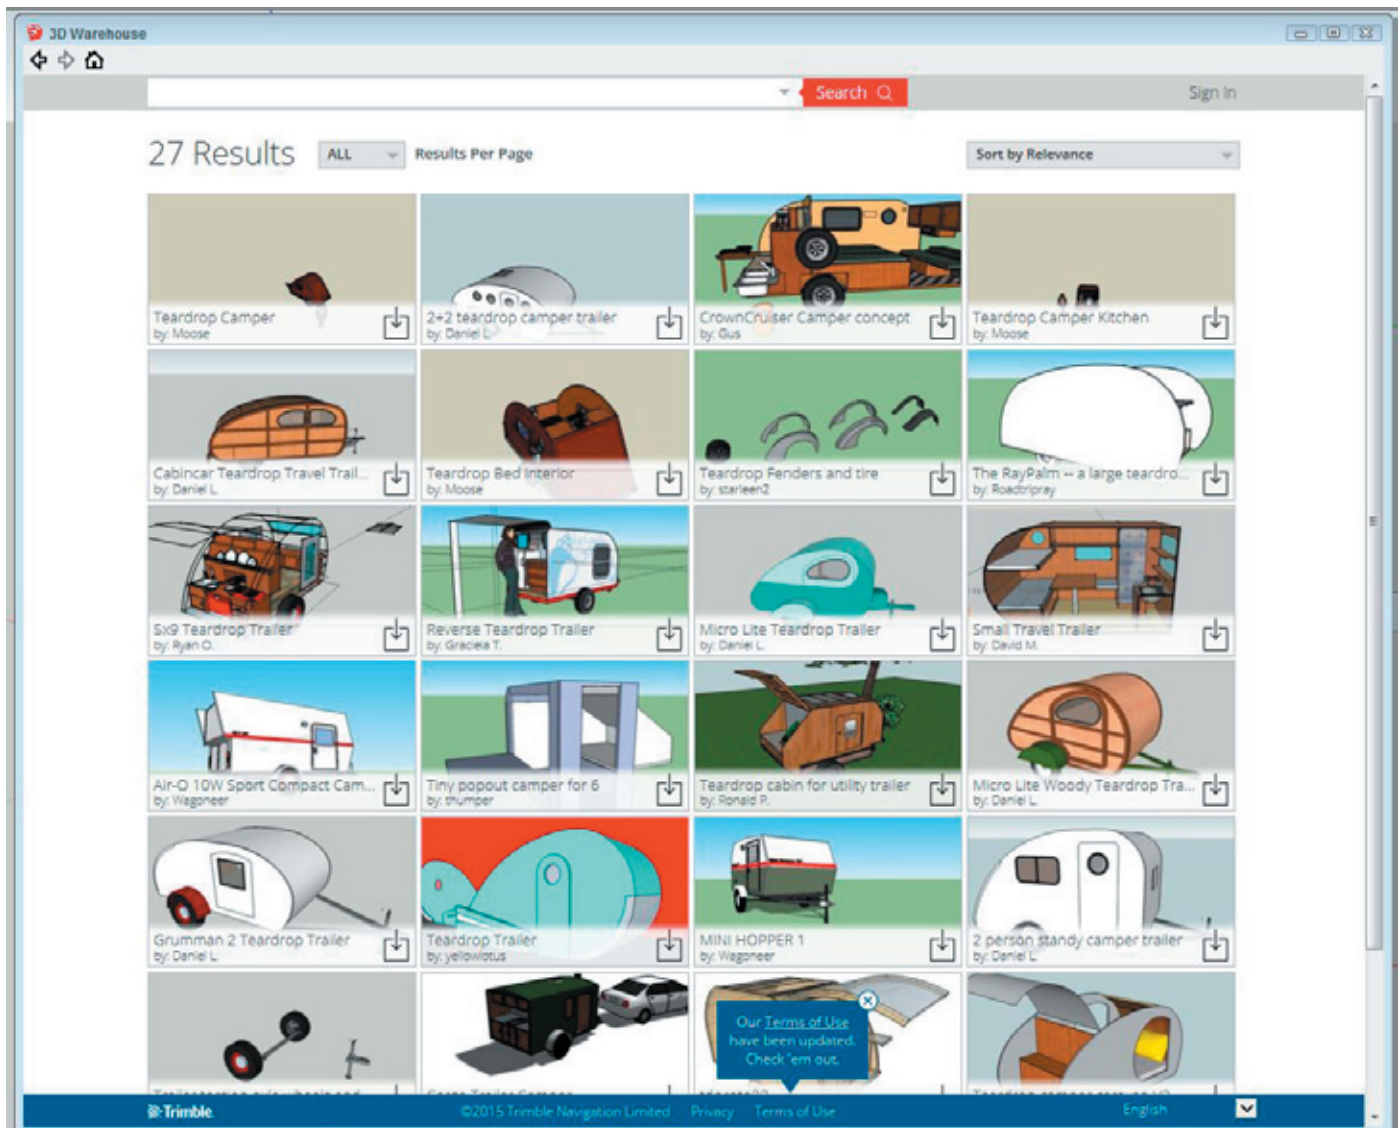 3D Warehouse
Search
Sign In
27 Results
ALL
Results Per Page
Sort by Relevance
Teardrop Camper
by: Moose
2+2 teardrop camper trailer
by: Daniel L.
CrownCruiser Camper concept
by: Gus
Teardrop Camper Kitchen
by: Moose
Cabincar Teardrop Travel Trail...
by: Daniel L.
Teardrop Bed Interior
by: Moose
Teardrop Fenders and tire
by: starleen2
The RayPalm -- a large teardro...
by: Roadtripray
5x9 Teardrop Trailer
by: Ryan O.
Reverse Teardrop Trailer
by: Graciela T.
Micro Lite Teardrop Trailer
by: Daniel L.
Small Travel Trailer
by: David M.
Air-O 10W Sport Compact Cam...
by: Wagoneer
Tiny popout camper for 6
by: thumper
Teardrop cabin for utility trailer
by: Ronald P.
Micro Lite Woody Teardrop Tra...
by: Daniel L.
Grumman 2 Teardrop Trailer
by: Daniel L.
Teardrop Trailer
by: yellowlotus
MINI HOPPER 1
by: Wagoneer
2 person standy camper trailer
by: Daniel L.
Our Terms of Use
have been updated.
Check 'em out.
Trimble.
©2015 Trimble Navigation Limited
Privacy
Terms of Use
English